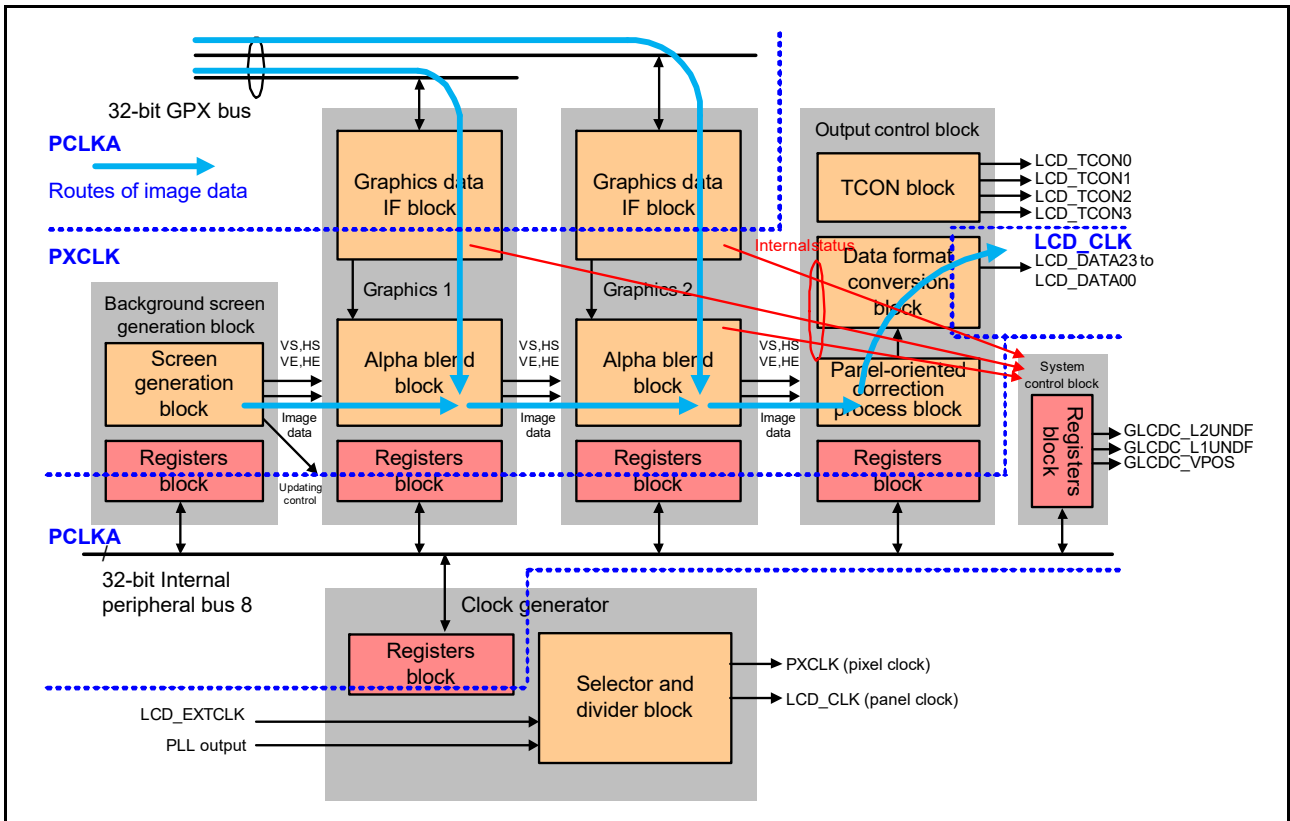 32-bit GPX bus
PCLKA
Routes of image data
PXCLK
Background screen
generation block
Screen
generation
block
Registers
block
VS,HS
VE,HE
Image
data
Updating
control
Graphics data
IF block
Graphics 1
Alpha blend
block
Registers
block
VS,HS
VE,HE
Image
data
Graphics data
IF block
Graphics 2
Alpha blend
block
Registers
block
VS,HS
VE,HE
Image
data
Internalstatus
Output control block
TCON block
LCD_TCON0
LCD_TCON1
LCD_TCON2
LCD_TCON3
Data format
conversion
block
LCD_CLK
LCD_DATA23 to
LCD_DATA00
Panel-oriented
correction
process block
Registers
block
System
control block
Registers
block
GLCDC_L2UNDF
GLCDC_L1UNDF
GLCDC_VPOS
PCLKA
32-bit Internal
peripheral bus 8
Clock generator
Registers
block
Selector and
divider block
LCD_EXTCLK
PLL output
PXCLK (pixel clock)
LCD_CLK (panel clock)